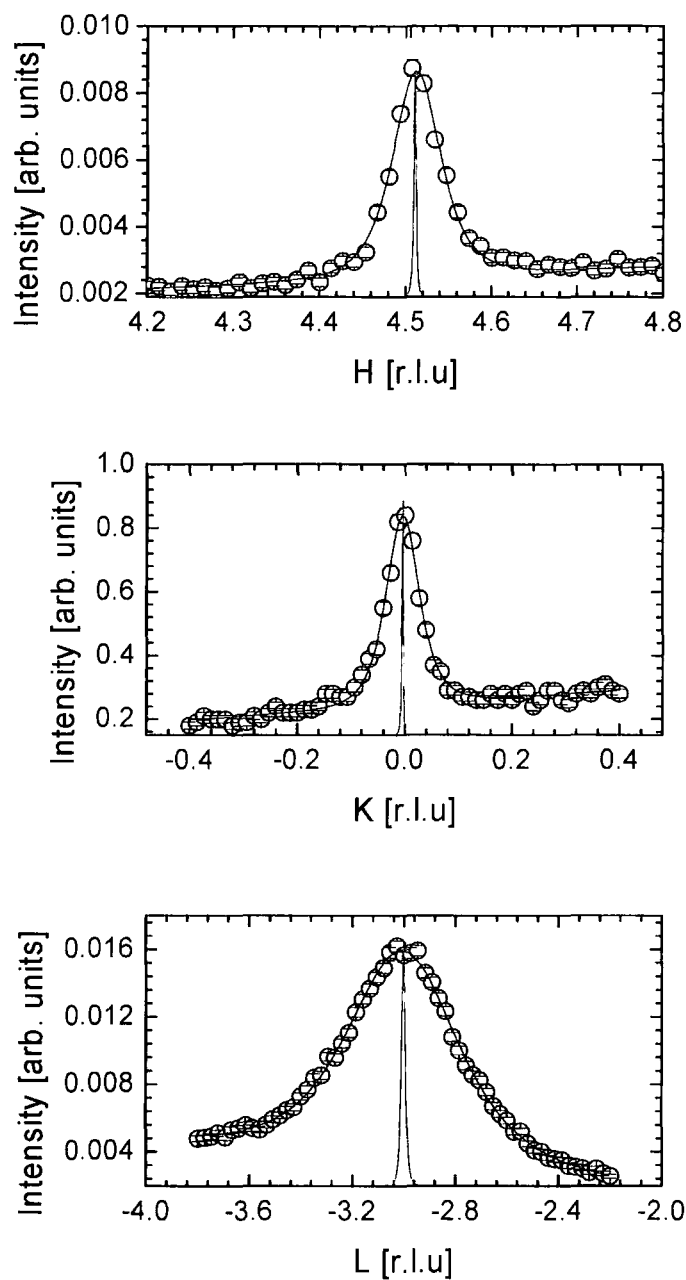 0.010
0.008
0.006
0.004
0.002
Intensity [arb. units]
4.2 4.3 4.4 4.5 4.6 4.7 4.8
H [r.l.u]
1.0
0.8
0.6
0.4
0.2
Intensity [arb. units]
-0.4 -0.2 0.0 0.2 0.4
K [r.l.u]
0.016
0.012
0.008
0.004
Intensity [arb. units]
-4.0 -3.6 -3.2 -2.8 -2.4 -2.0
L [r.l.u]